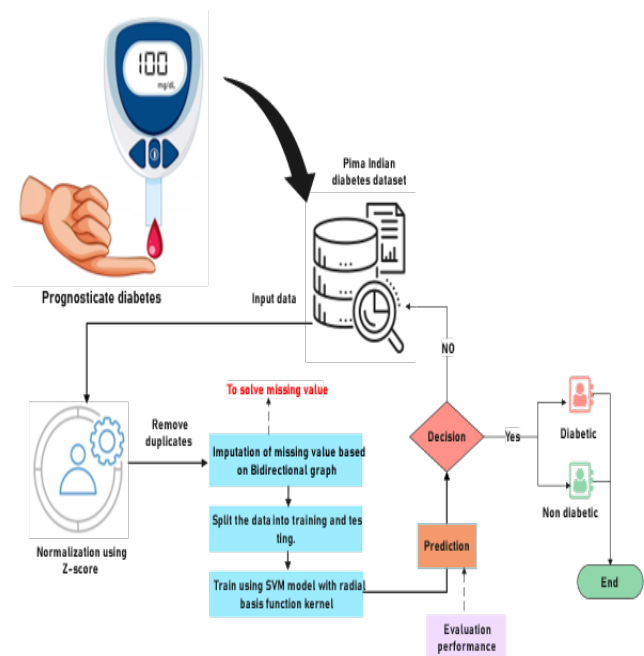 100
mg/dL
Prognosticate diabetes
Pima Indian
diabetes dataset
Input data
NO
To solve missing value
Remove
duplicates
Imputation of missing value based
on Bidirectional graph
Decision
Yes
Diabetic
Non diabetic
Split the data into training and tes
ting.
Prediction
Normalization using
Z-score
Train using SVM model with radial
basis function kernel
End
Evaluation
performance